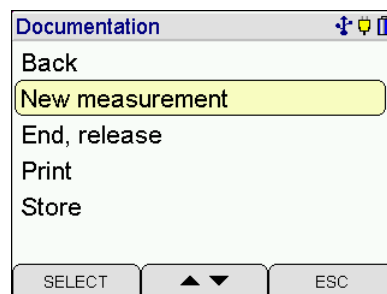 Documentation
Back
New measurement
End, release
Print
Store
SELECT
ESC